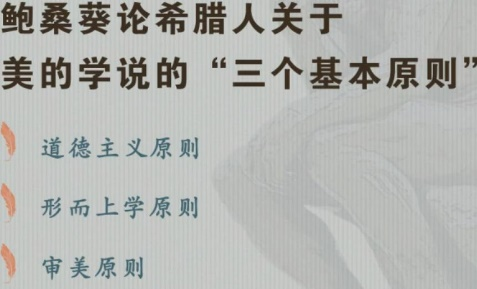 鲍桑葵论希腊人关于
美的学说的“三个基本原则”
道德主义原则
形而上学原则
审美原则